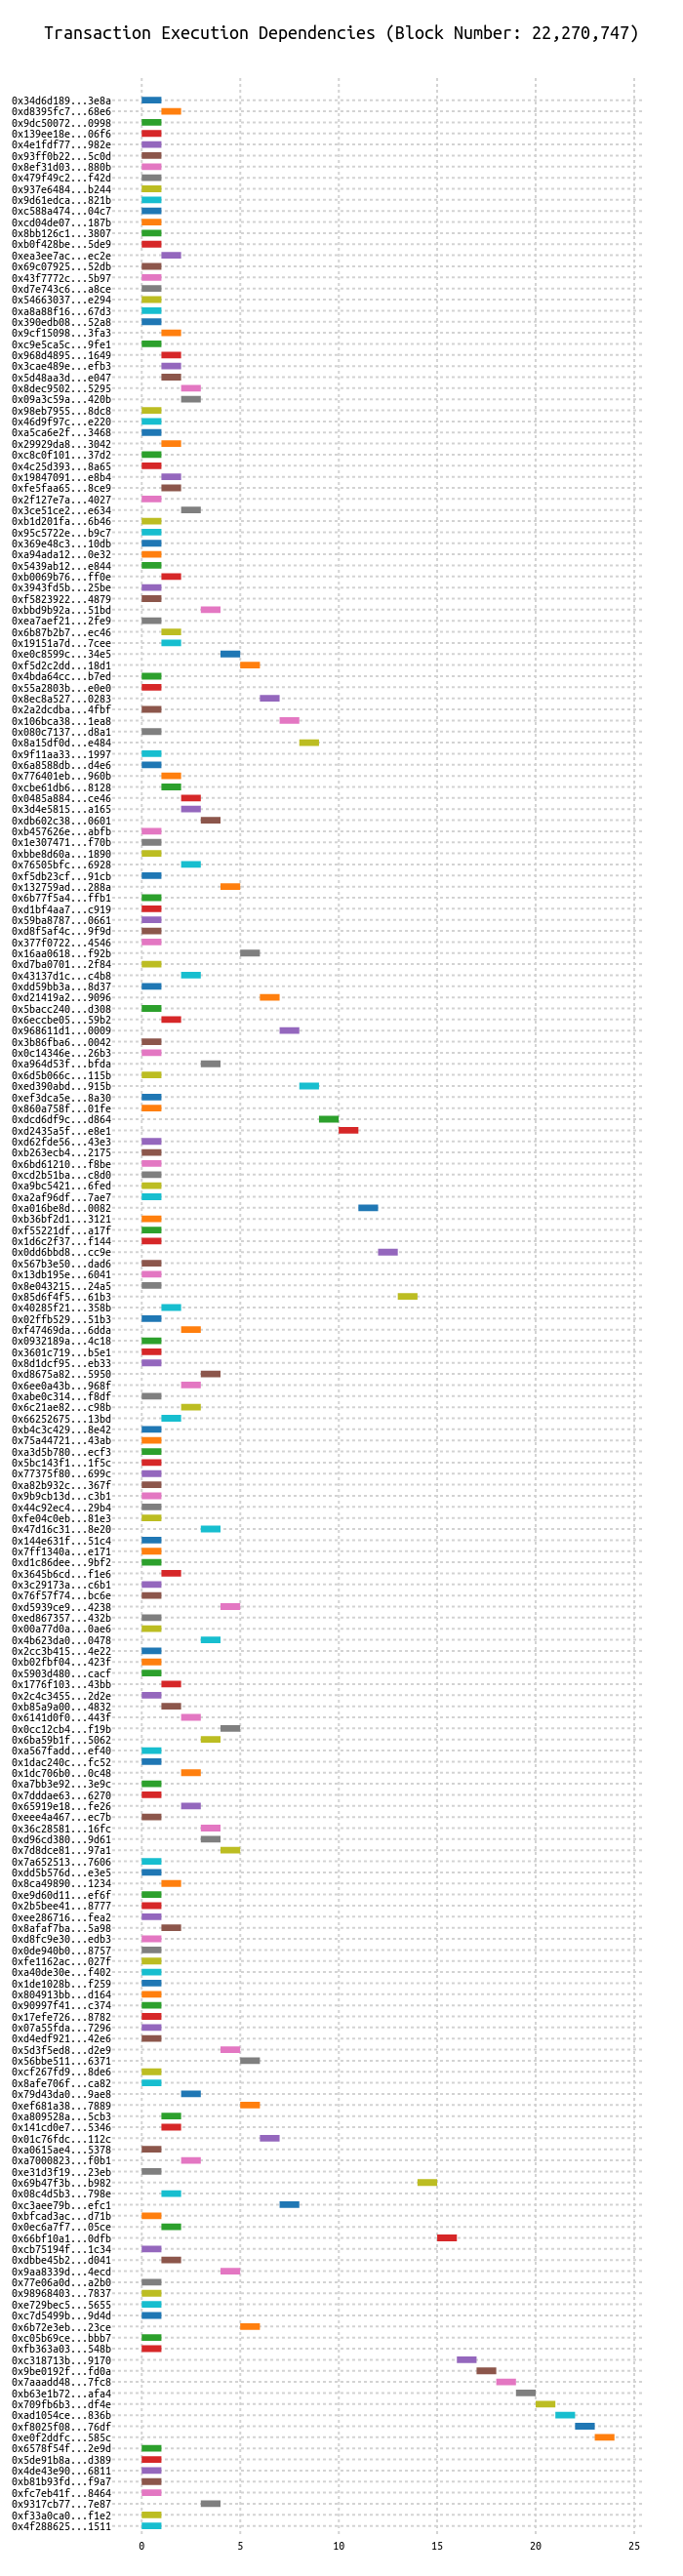 Transaction Execution Dependencies (Block Number: 22,270,747)
0x34d6d189...3e8a
0xd8395fc7...68e6
0x9dc50072...0998
0x139ee18e...06f6
0x4e1fdf77...982e
0x93ff0b22...5c0d
0x8ef31d03...880b
0x479f49c2...f42d
0x937e6484...b244
0x9d61edca...821b
0xc588a474...04c7
0xcd04de07...187b
0x8bb126c1...3807
0xb0f428be...5de9
0xea3ee7ac...ec2e
0x69c07925...52db
0x43f7772c...5b97
0xd7e743c6...a8ce
0x54663037...e294
0xa8a88f16...67d3
0x390edb08...52a8
0x9cf15098...3fa3
0xc9e5ca5c...9fe1
0x968d4895...1649
0x3cae489e...efb3
0x5d48aa3d...e047
0x8dec9502...5295
0x09a3c59a...420b
0x98eb7955...8dc8
0x46d9f97c...e220
0xa5ca6e2f...3468
0x29929da8...3042
0xc8c0f101...37d2
0x4c25d393...8a65
0x19847091...e8b4
0xfe5faa65...8ce9
0x2f127e7a...4027
0x3ce51ce2...e634
0xb1d201fa...6b46
0x95c5722e...b9c7
0x369e48c3...10db
0xa94ada12...0e32
0x5439ab12...e844
0xb0069b76...ff0e
0x3943fd5b...25be
0xf5823922...4879
0xbbd9b92a...51bd
0xea7aef21...2fe9
0x6b87b2b7...ec46
0x19151a7d...7cee
0xe0c8599c...34e5
0xf5d2c2dd...18d1
0x4bda64cc...b7ed
0x55a2803b...e0e0
0x8ec8a527...0283
0x2a2dcdba...4fbf
0x106bca38...1ea8
0x080c7137...d8a1
0x8a15df0d...e484
0x9f11aa33...1997
0x6a8588db...d4e6
0x776401eb...960b
0xcbe61db6...8128
0x0485a884...ce46
0x3d4e5815...a165
0xdb602c38...0601
0xb457626e...abfb
0x1e307471...f70b
0xbbe8d60a...1890
0x76505bfc...6928
0xf5db23cf...91cb
0x132759ad...288a
0x6b77f5a4...ffb1
0xd1bf4aa7...c919
0x59ba8787...0661
0xd8f5af4c...9f9d
0x377f0722...4546
0x16aa0618...f92b
0xd7ba0701...2f84
0x43137d1c...c4b8
0xdd59bb3a...8d37
0xd21419a2...9096
0x5bacc240...d308
0x6eccbe05...59b2
0x968611d1...0009
0x3b86fba6...0042
0x0c14346e...26b3
0xa964d53f...bfda
0x6d5b066c...115b
0xed390abd...915b
0xef3dca5e...8a30
0x860a758f...01fe
0xdcd6df9c...d864
0xd2435a5f...e8e1
0xd62fde56...43e3
0xb263ecb4...2175
0x6bd61210...f8be
0xcd2b51ba...c8d0
0xa9bc5421...6fed
0xa2af96df...7ae7
0xa016be8d...0082
0xb36bf2d1...3121
0xf55221df...a17f
0x1d6c2f37...f144
0x0dd6bbd8...cc9e
0x567b3e50...dad6
0x13db195e...6041
0x8e043215...24a5
0x85d6f4f5...61b3
0x40285f21...358b
0x02ffb529...51b3
0xf47469da...6dda
0x0932189a...4c18
0x3601c719...b5e1
0x8d1dcf95...eb33
0xd8675a82...5950
0x6ee0a43b...968f
0xabe0c314...f8df
0x6c21ae82...c98b
0x66252675...13bd
0xb4c3c429...8e42
0x75a44721...43ab
0xa3d5b780...ecf3
0x5bc143f1...1f5c
0x77375f80...699c
0xa82b932c...367f
0x9b9cb13d...c3b1
0x44c92ec4...29b4
0xfe04c0eb...81e3
0x47d16c31...8e20
0x144e631f...51c4
0x7ff1340a...e171
0xd1c86dee...9bf2
0x3645b6cd...f1e6
0x3c29173a...c6b1
0x76f57f74...bc6e
0xd5939ce9...4238
0xed867357...432b
0x00a77d0a...0ae6
0x4b623da0...0478
0x2cc3b415...4e22
0xb02fbf04...423f
0x5903d480...cacf
0x1776f103...43bb
0x2c4c3455...2d2e
0xb85a9a00...4832
0x6141d0f0...443f
0x0cc12cb4...f19b
0x6ba59b1f...5062
0xa567fadd...ef40
0x1dac240c...fc52
0x1dc706b0...0c48
0xa7bb3e92...3e9c
0x7dddae63...6270
0x65919e18...fe26
0xeee4a467...ec7b
0x36c28581...16fc
0xd96cd380...9d61
0x7d8dce81...97a1
0x7a652513...7606
0xdd5b576d...e3e5
0x8ca49890...1234
0xe9d60d11...ef6f
0x2b5bee41...8777
0xee286716...fea2
0x8afaf7ba...5a98
0xd8fc9e30...edb3
0x0de940b0...8757
0xfe1162ac...027f
0xa40de30e...f402
0x1de1028b...f259
0x804913bb...d164
0x90997f41...c374
0x17efe726...8782
0x07a55fda...7296
0xd4edf921...42e6
0x5d3f5ed8...d2e9
0x56bbe511...6371
0xcf267fd9...8de6
0x8afe706f...ca82
0x79d43da0...9ae8
0xef681a38...7889
0xa809528a...5cb3
0x141cd0e7...5346
0x01c76fdc...112c
0xa0615ae4...5378
0xa7000823...f0b1
0xe31d3f19...23eb
0x69b47f3b...b982
0x08c4d5b3...798e
0xc3aee79b...efc1
0xbfcad3ac...d71b
0x0ec6a7f7...05ce
0x66bf10a1...0dfb
0xcb75194f...1c34
0xdbbe45b2...d041
0x9aa8339d...4ecd
0x77e06a0d...a2b0
0x98968403...7837
0xe729bec5...5655
0xc7d5499b...9d4d
0x6b72e3eb...23ce
0xc05b69ce...bbb7
0xfb363a03...548b
0xc318713b...9170
0x9be0192f...fd0a
0x7aaadd48...7fc8
0xb63e1b72...afa4
0x709fb6b3...df4e
0xad1054ce...836b
0xf8025f08...76df
0xe0f2ddfc...585c
0x6578f54f...2e9d
0x5de91b8a...d389
0x4de43e90...6811
0xb81b93fd...f9a7
0xfc7eb41f...8464
0x9317cb77...7e87
0xf33a0ca0...f1e2
0x4f288625...1511
0 5 10 15 20 25